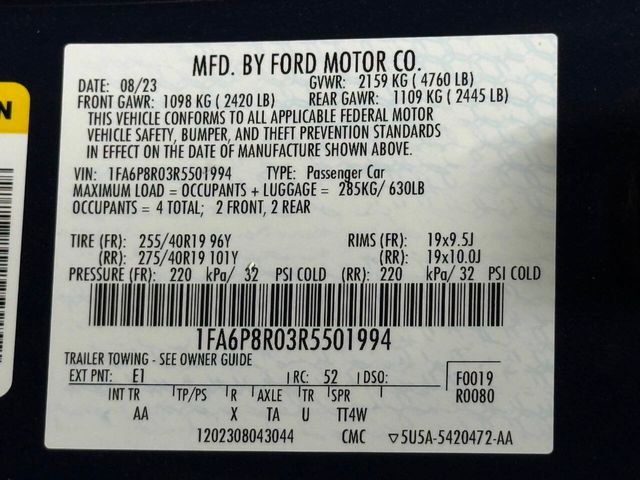 MFD. BY FORD MOTOR CO.
DATE: 08/23 GVWR: 2159 KG ( 4760 LB)
FRONT GAWR: 1098 KG ( 2420 LB) REAR GAWR: 1109 KG ( 2445 LB)
THIS VEHICLE CONFORMS TO ALL APPLICABLE FEDERAL MOTOR
VEHICLE SAFETY, BUMPER, AND THEFT PREVENTION STANDARDS
IN EFFECT ON THE DATE OF MANUFACTURE SHOWN ABOVE.
VIN: 1FA6P8R03R5501994 TYPE: Passenger Car
MAXIMUM LOAD = OCCUPANTS + LUGGAGE = 285KG/ 630LB
OCCUPANTS = 4 TOTAL; 2 FRONT, 2 REAR
TIRE (FR): 255/40R19 96Y RIMS (FR): 19x9.5J
(RR): 275/40R19 101Y (RR): 19x10.0J
PRESSURE (FR): 220 kPa/ 32 PSI COLD (RR): 220 kPa/ 32 PSI COLD
1FA6P8R03R5501994
TRAILER TOWING - SEE OWNER GUIDE
EXT PNT: E1 RC: 52 DSO: F0019
INT TR TP/PS R AXLE TR SPR R0080
AA X TA U TT4W
1202308043044 CMC ▽5U5A-5420472-AA
N